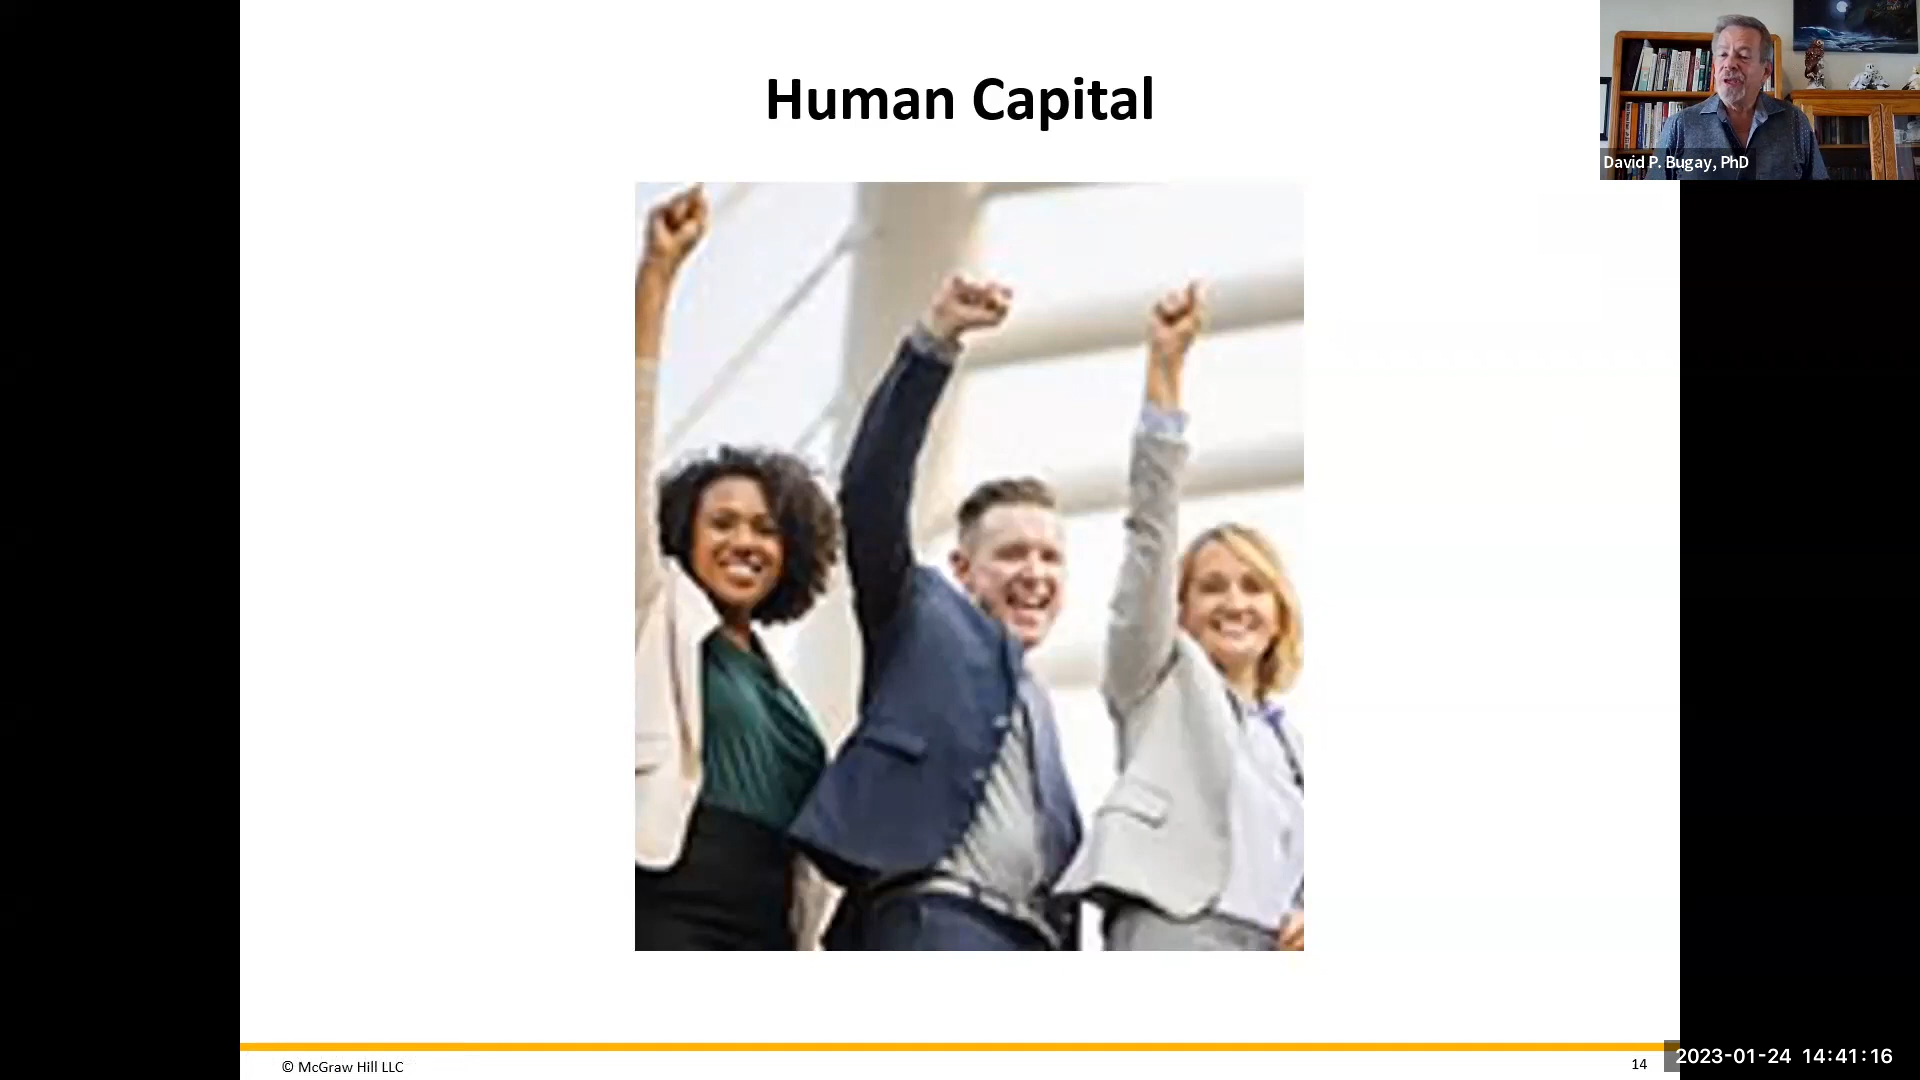 Human Capital
David P. Bugay, PhD
© McGraw Hill LLC
14
2023-01-24 14:41:16